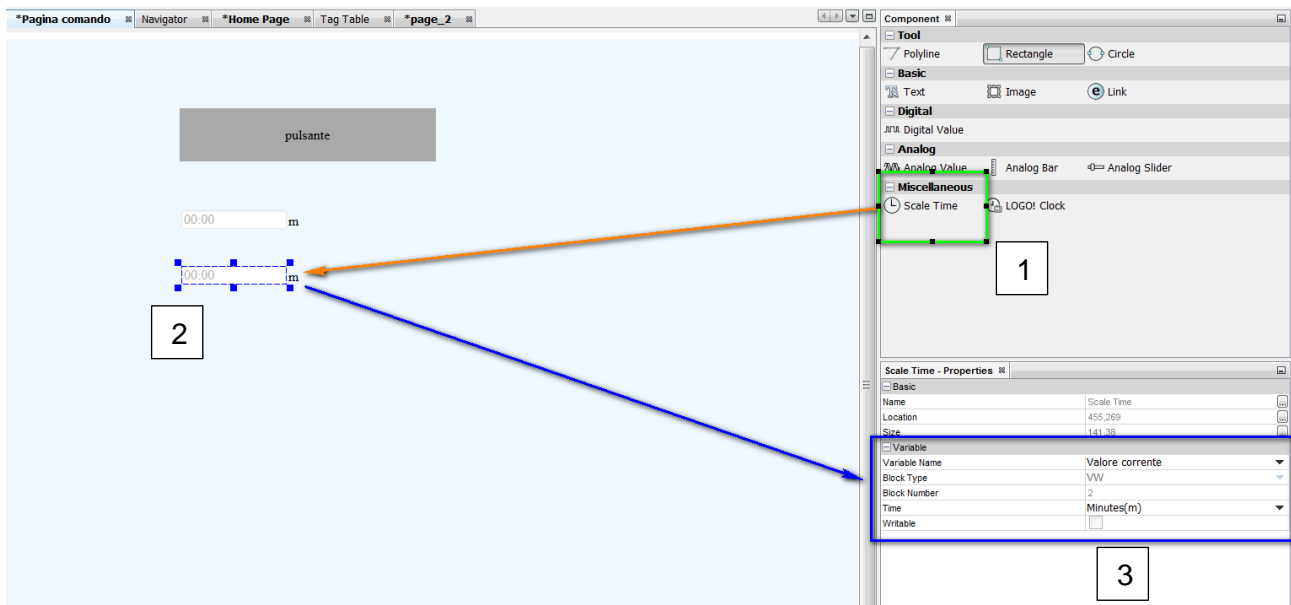 *Pagina comando Navigator *Home Page Tag Table *page_2
pulsante
00:00 m
00:00 m
2
Component
Tool
Polyline Rectangle Circle
Basic
Text Image Link
Digital
Digital Value
Analog
Analog Value Analog Bar Analog Slider
Miscellaneous
Scale Time LOGO! Clock
1
Scale Time - Properties
Basic
Name Scale Time ...
Location 455,269 ...
Size 141,38 ...
Variable
Variable Name Valore corrente
Block Type VW
Block Number 2
Time Minutes(m)
Writable
3